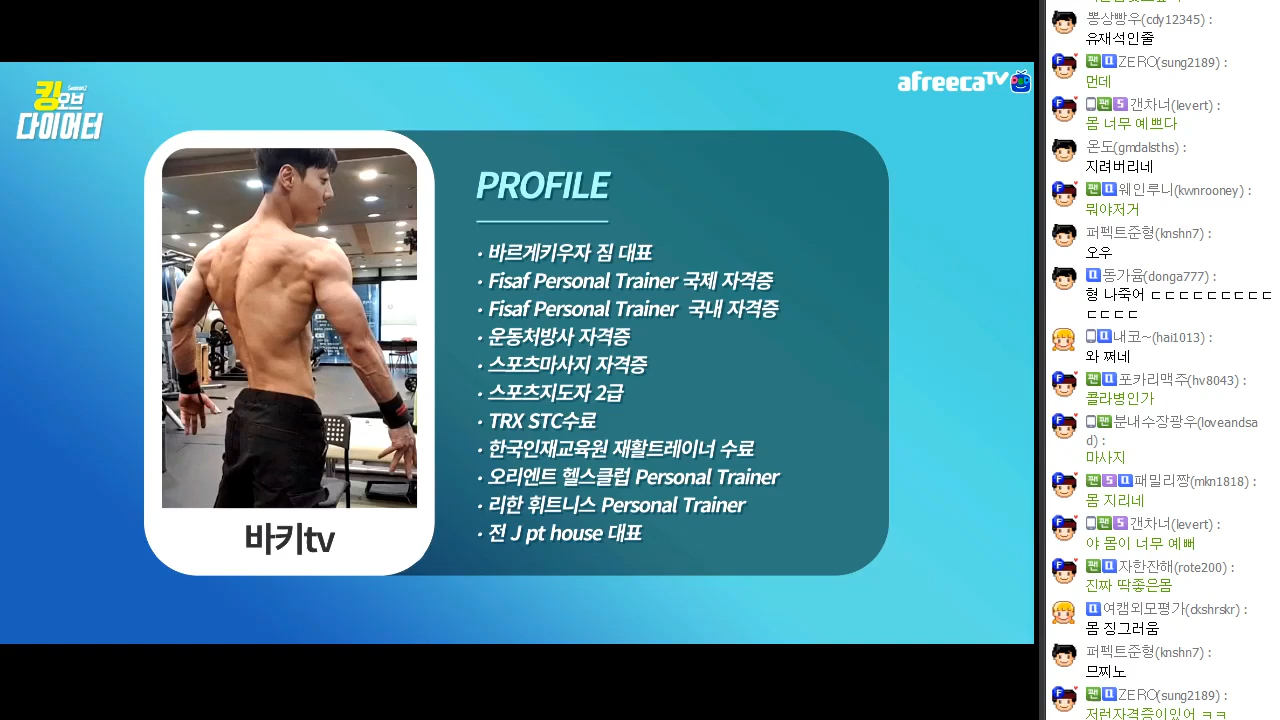 킹오브 Season2
다이어터
afreecaTV
PROFILE
· 바르게키우자 짐 대표
· Fisaf Personal Trainer 국제 자격증
· Fisaf Personal Trainer 국내 자격증
· 운동처방사 자격증
· 스포츠마사지 자격증
· 스포츠지도자 2급
· TRX STC수료
· 한국인재교육원 재활트레이너 수료
· 오리엔트 헬스클럽 Personal Trainer
· 리한 휘트니스 Personal Trainer
· 전 J pt house 대표
바키tv
뽕상빵우(cdy12345) :
유재석인줄
팬 ZERO(sung2189) :
먼데
팬 S 갠차너(levert) :
몸 너무 예쁘다
온도(gmdalsths) :
지려버리네
팬 웨인루니(kwnrooney) :
뭐야저거
퍼펙트준형(knshn7) :
오우
동가윰(donga777) :
형 나죽어 ㄷㄷㄷㄷㄷㄷㄷㄷㄷ
ㄷㄷㄷㄷ
내코~(hai1013) :
와 쩌네
팬 포카리맥주(hv8043) :
콜라병인가
팬 분내수장광우(loveandsa
d) :
마사지
팬 S 패밀리짱(mkn1818) :
몸 지리네
팬 S 갠차너(levert) :
야 몸이 너무 예뻐
팬 자한잔해(rote200) :
진짜 딱좋은몸
여캠외모평가(ckshrskr) :
몸 징그러움
퍼펙트준형(knshn7) :
므찌노
팬 ZERO(sung2189) :
저런자격증이있어 ㅋㅋ